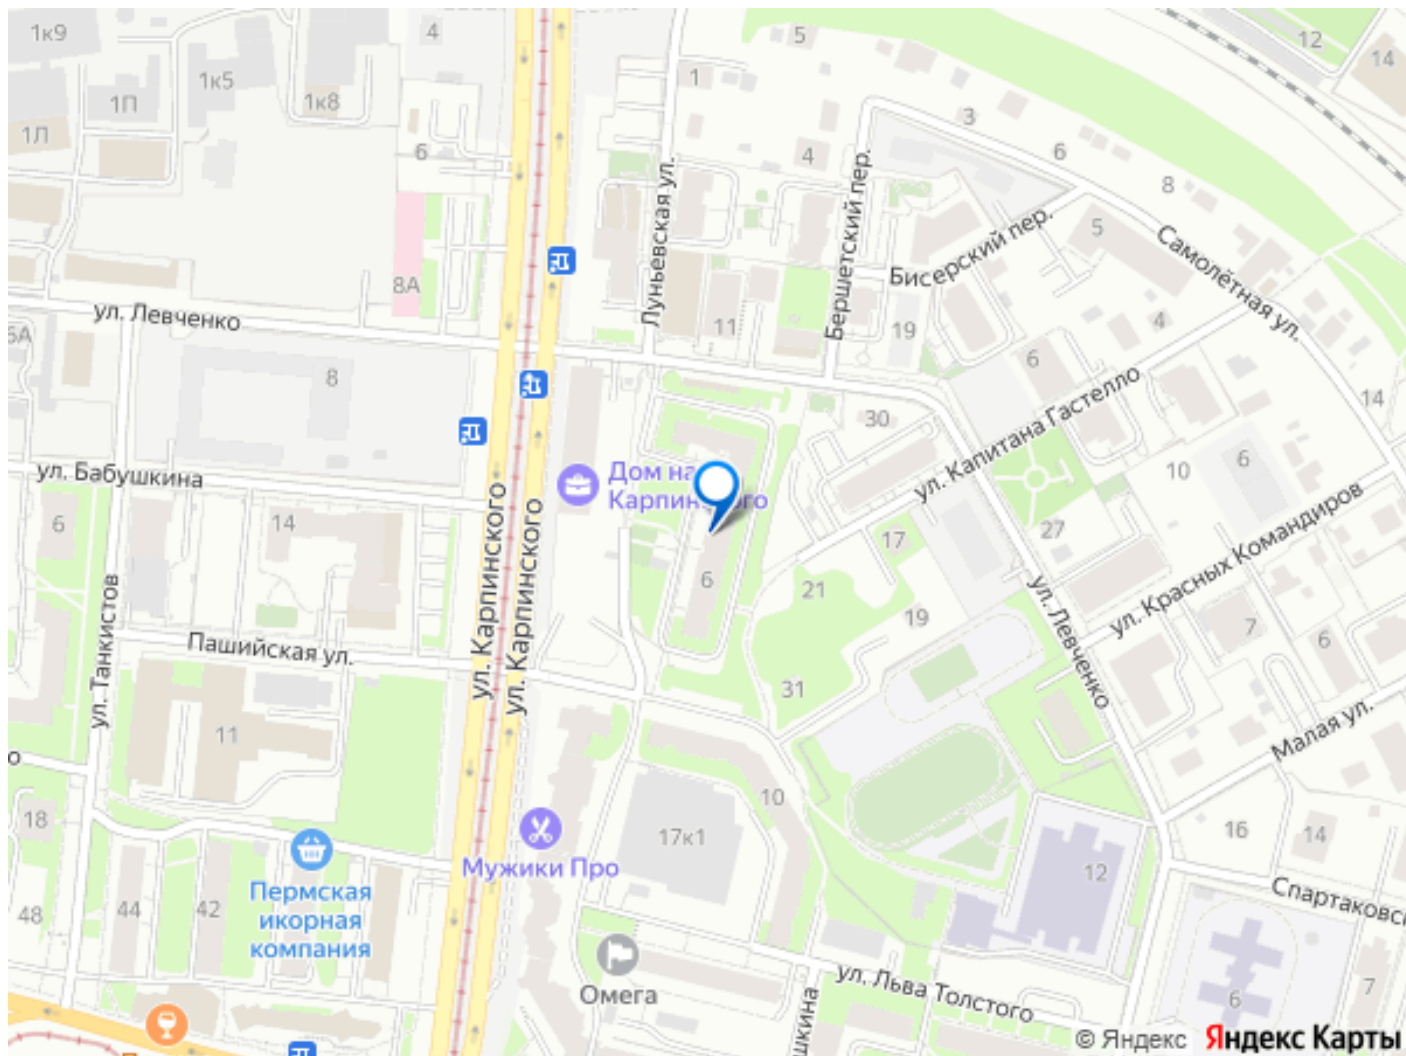 1к9
4
5
12
14
1к5
1
1П
1к8
3
1Л
6
4
6
8
Луньевская ул.
Бершетский пер.
Бисерский пер.
5
Самолётная ул.
8А
ул. Левченко
11
19
4
6
8
14
30
ул. Капитана Гастелло
ул. Бабушкина
Дом на
Карпинского
10
6
6
14
17
27
ул. Красных Командиров
ул. Карпинского
ул. Карпинского
6
21
19
ул. Левченко
7
6
ул. Танкистов
Пашийская ул.
31
11
Малая ул.
10
18
17к1
16
14
Мужики Про
12
Пермская
икорная
компания
48
44
42
Спартаковс
Омега
ул. Льва Толстого
6
7
шкина
© Яндекс Яндекс Карты